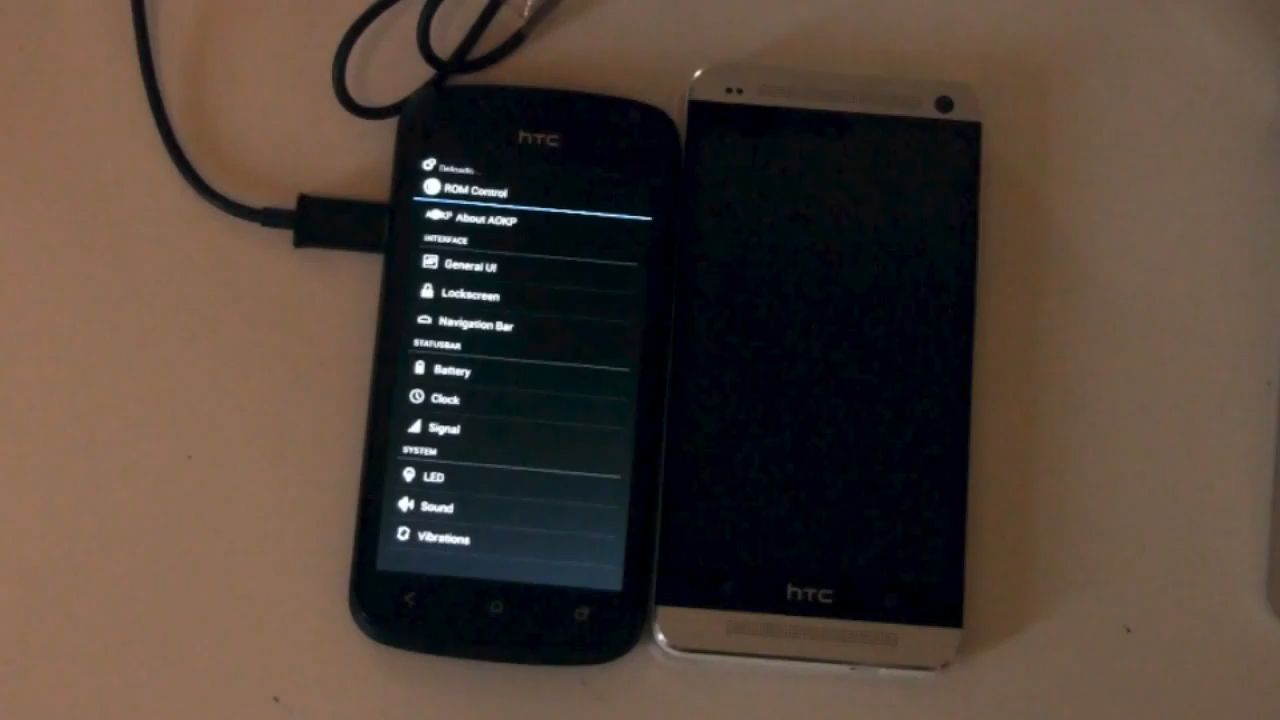 hTC
ROM Control
AOKP About AOKP
INTERFACE
General UI
Lockscreen
Navigation Bar
STATUSBAR
Battery
Clock
Signal
SYSTEM
LED
Sound
Vibrations
hTC